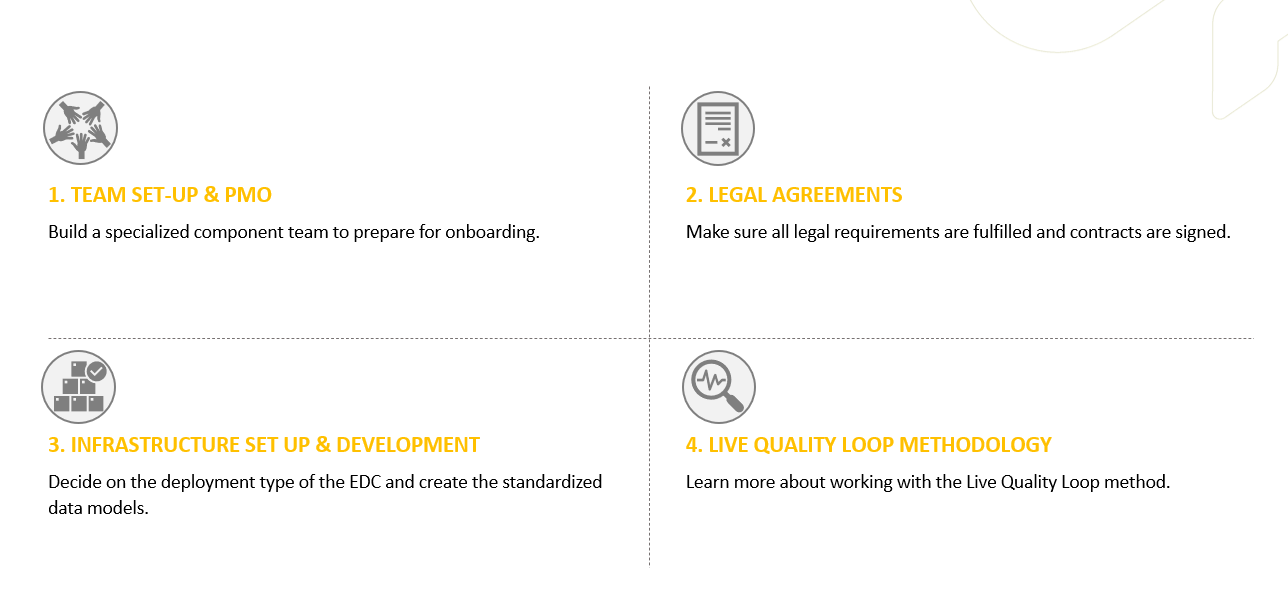 1. TEAM SET-UP & PMO
Build a specialized component team to prepare for onboarding.
2. LEGAL AGREEMENTS
Make sure all legal requirements are fulfilled and contracts are signed.
3. INFRASTRUCTURE SET UP & DEVELOPMENT
Decide on the deployment type of the EDC and create the standardized
data models.
4. LIVE QUALITY LOOP METHODOLOGY
Learn more about working with the Live Quality Loop method.